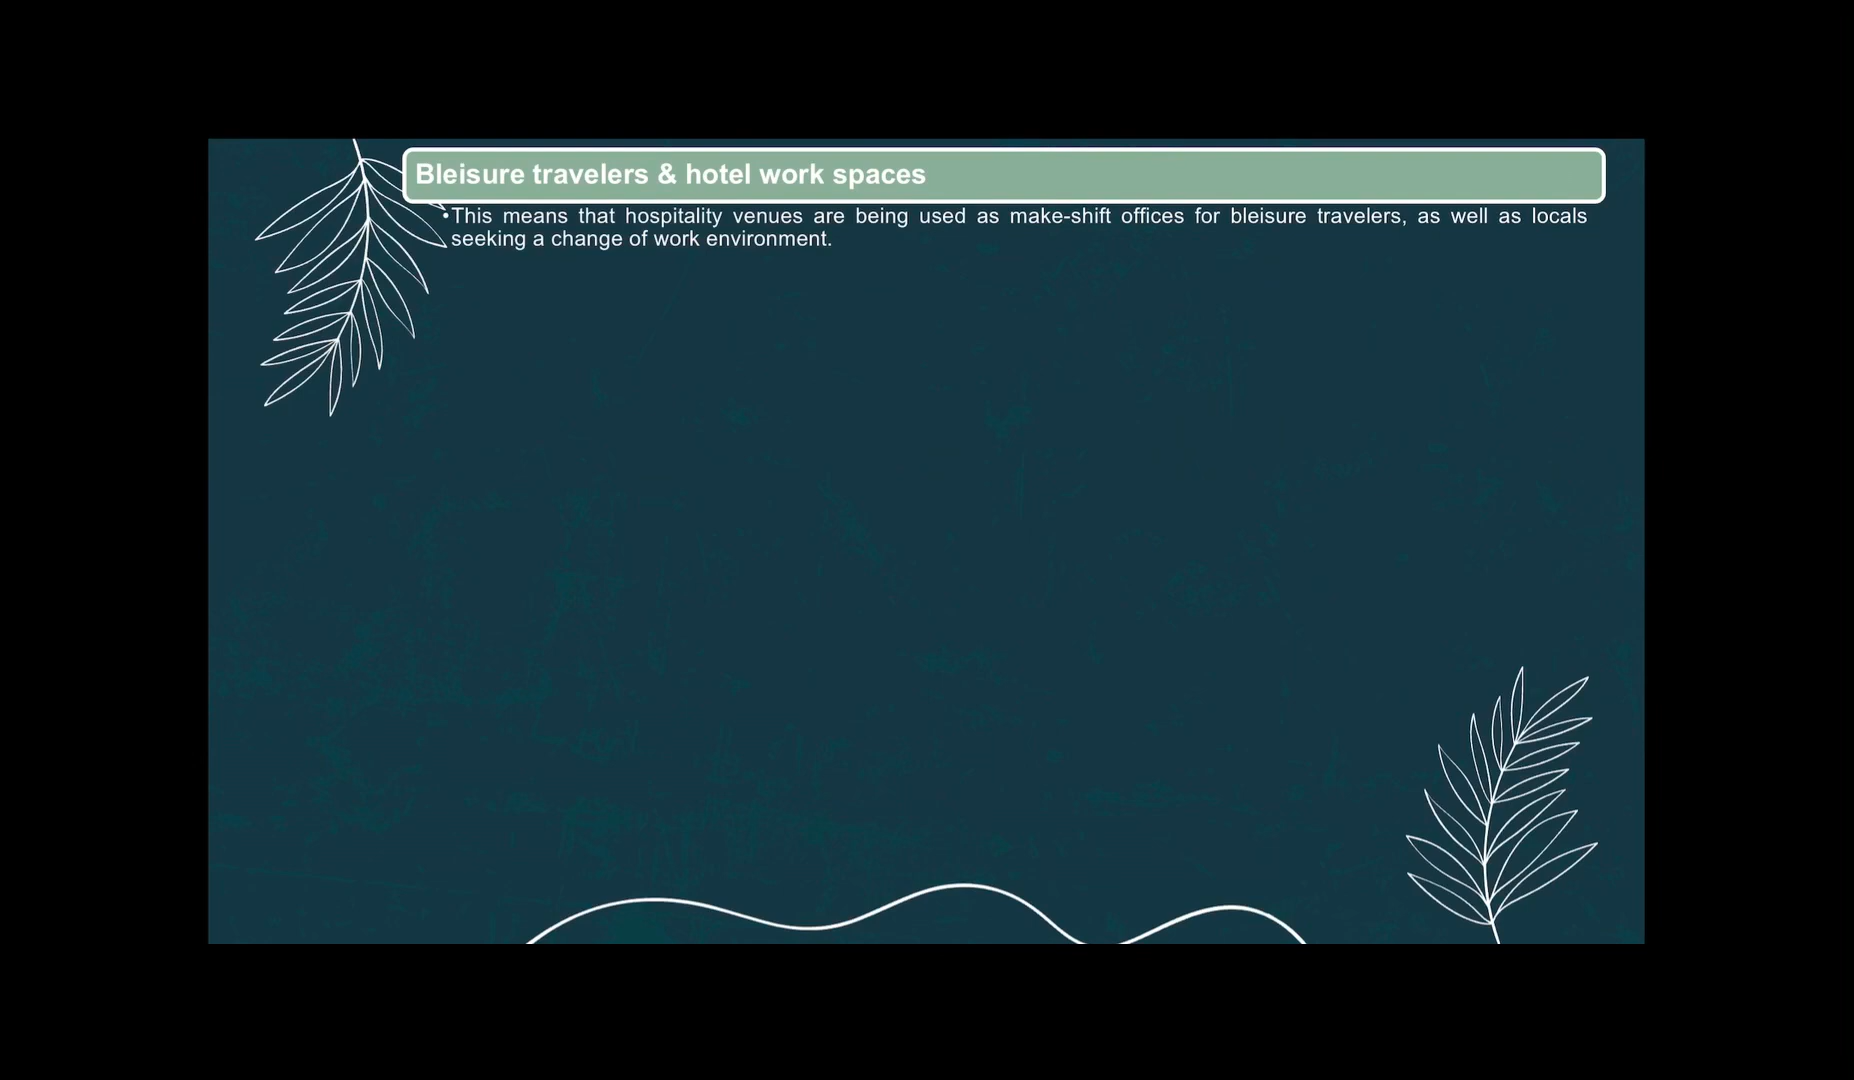 Bleisure travelers & hotel work spaces
•This means that hospitality venues are being used as make-shift offices for bleisure travelers, as well as locals
seeking a change of work environment.